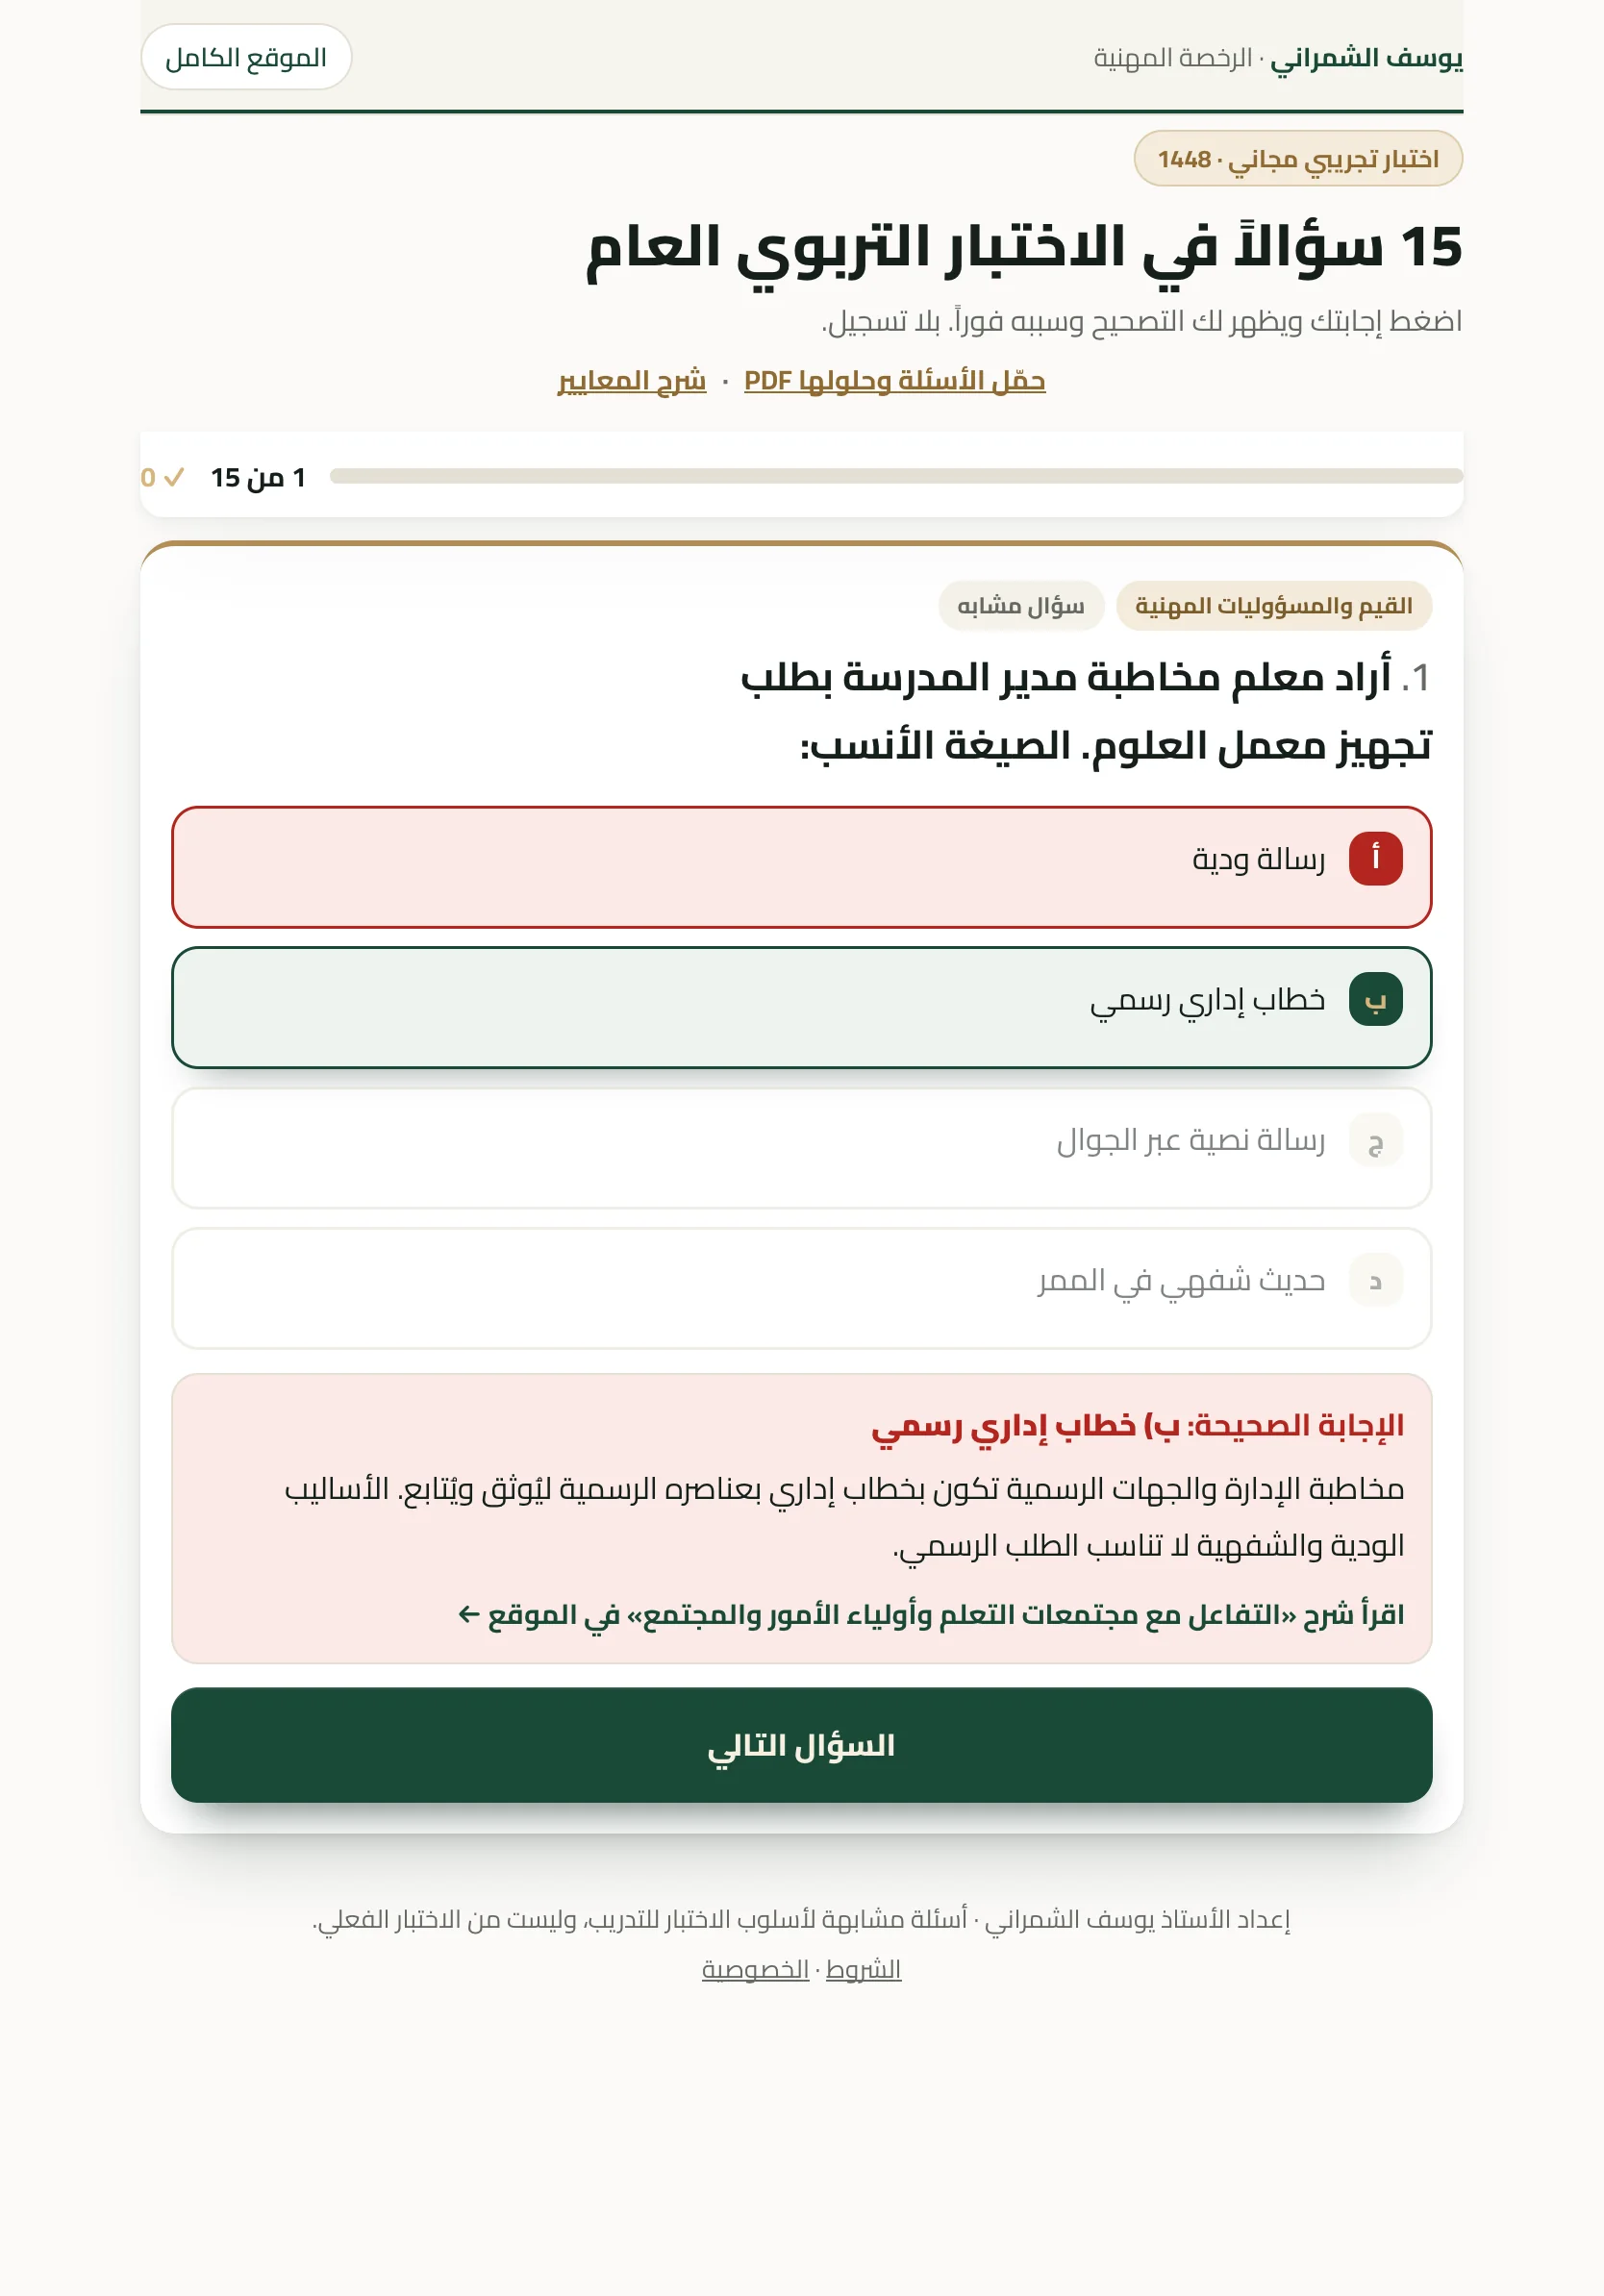 يوسف الشمراني · الرخصة المهنية
الموقع الكامل
اختبار تجريبي مجاني · 1448
15 سؤالاً في الاختبار التربوي العام
اضغط إجابتك ويظهر لك التصحيح وسببه فوراً. بلا تسجيل.
حمّل الأسئلة وحلولها PDF · شرح المعايير
1 من 15
✓ 0
القيم والمسؤوليات المهنية
سؤال مشابه
1. أراد معلم مخاطبة مدير المدرسة بطلب
تجهيز معمل العلوم. الصيغة الأنسب:
أ رسالة ودية
ب خطاب إداري رسمي
ج رسالة نصية عبر الجوال
د حديث شفهي في الممر
الإجابة الصحيحة: ب) خطاب إداري رسمي
مخاطبة الإدارة والجهات الرسمية تكون بخطاب إداري بعناصره الرسمية ليُوثق ويُتابع. الأساليب
الودية والشفهية لا تناسب الطلب الرسمي.
اقرأ شرح «التفاعل مع مجتمعات التعلم وأولياء الأمور والمجتمع» في الموقع ←
السؤال التالي
إعداد الأستاذ يوسف الشمراني · أسئلة مشابهة لأسلوب الاختبار للتدريب، وليست من الاختبار الفعلي.
الشروط · الخصوصية